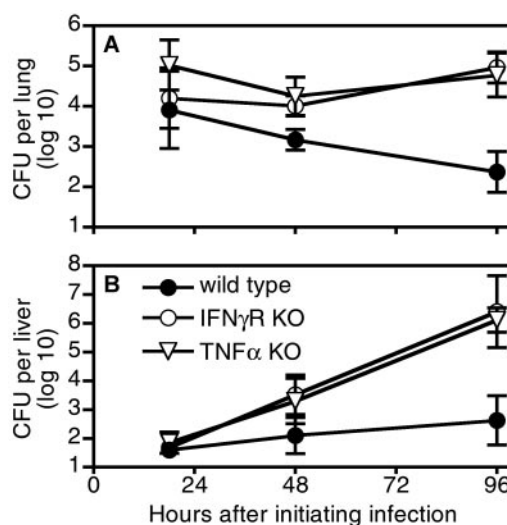 A
CFU per lung
(log 10)
6
5
4
3
2
1
B
wild type
IFNγR KO
TNFα KO
CFU per liver
(log 10)
8
7
6
5
4
3
2
1
0 24 48 72 96
Hours after initiating infection